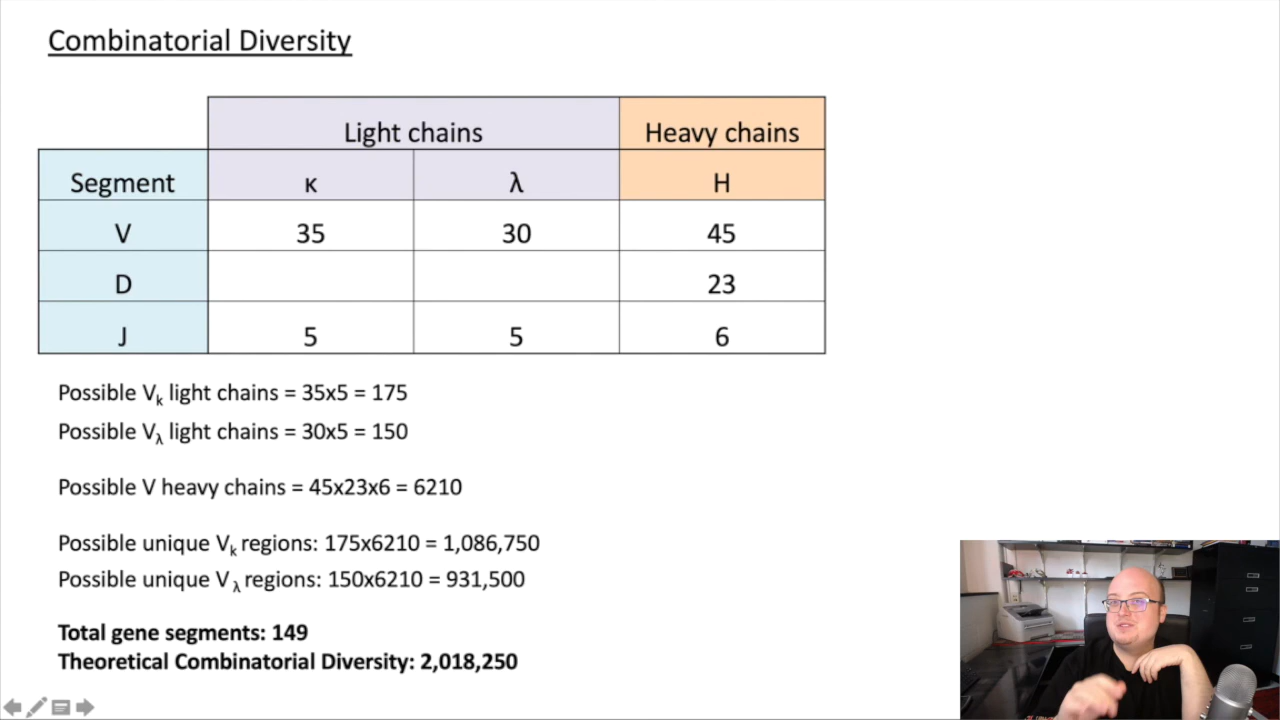 Combinatorial Diversity
Light chains Heavy chains
Segment κ λ H
V 35 30 45
D 23
J 5 5 6
Possible Vk light chains = 35x5 = 175
Possible Vλ light chains = 30x5 = 150
Possible V heavy chains = 45x23x6 = 6210
Possible unique Vk regions: 175x6210 = 1,086,750
Possible unique V λ regions: 150x6210 = 931,500
Total gene segments: 149
Theoretical Combinatorial Diversity: 2,018,250